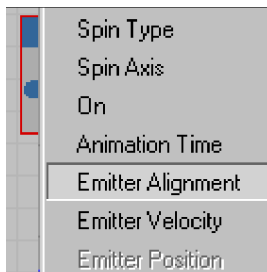 Spin Type
Spin Axis
On
Animation Time
Emitter Alignment
Emitter Velocity
Emitter Position